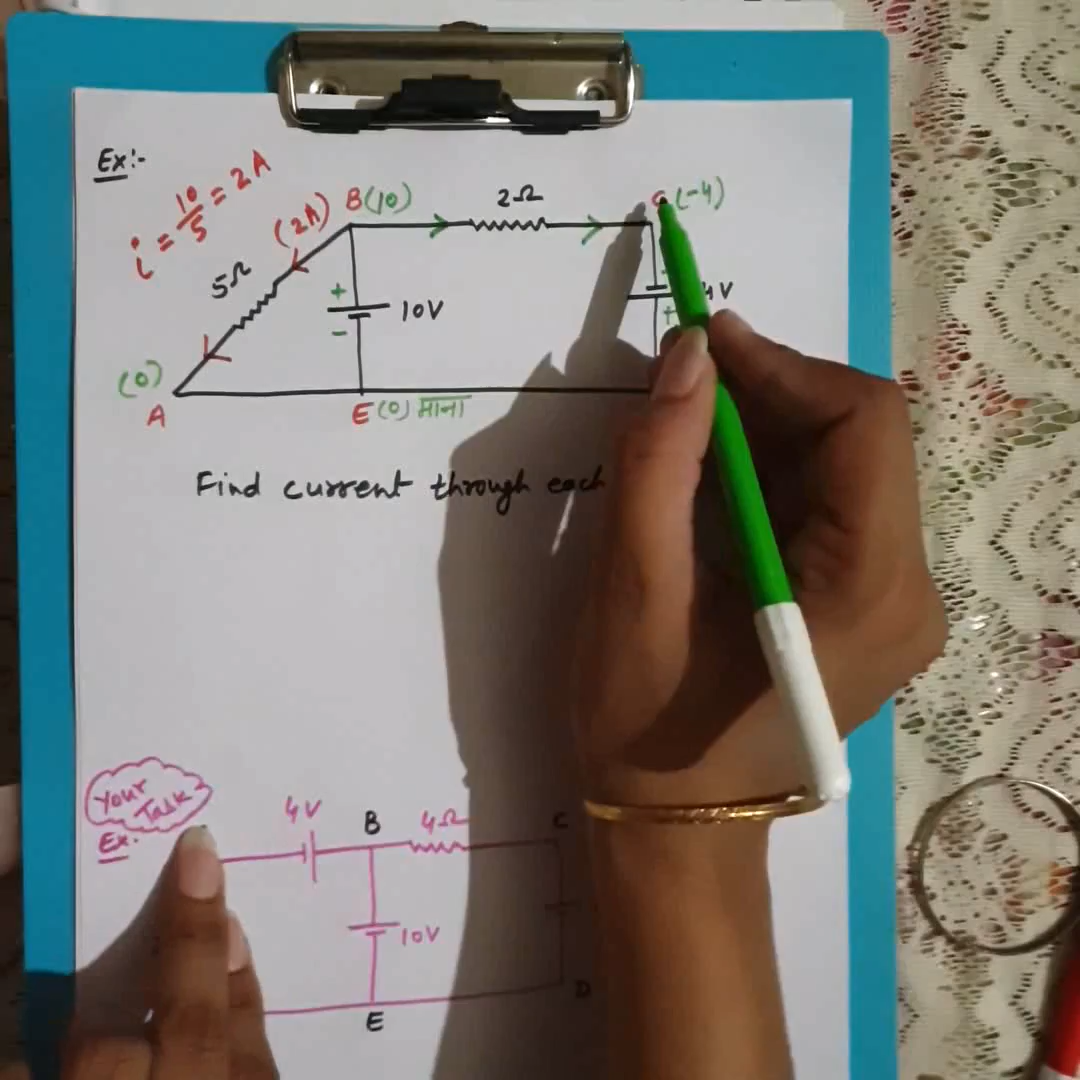 Ex:-
i = 10/5 = 2A
(2A)
B(10)
2Ω
(-4)
5Ω
+
-
10V
+
(0)
A
E(0) माना
Find current through each
Your
Task
Ex.
4V
B
4Ω
C
10V
E
D